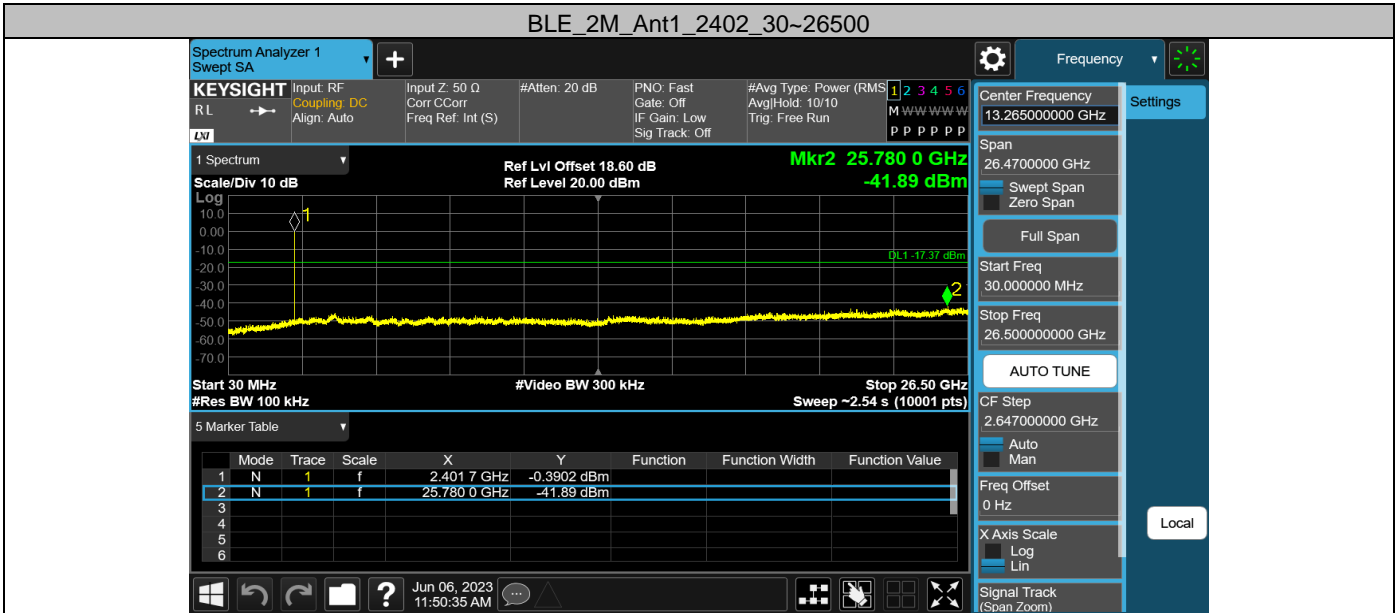 BLE_2M_Ant1_2402_30~26500
Spectrum Analyzer 1
Swept SA
Frequency
KEYSIGHT
RL
LXI
Input: RF
Coupling: DC
Align: Auto
Input Z: 50 Ω
Corr CCorr
Freq Ref: Int (S)
#Atten: 20 dB
PNO: Fast
Gate: Off
IF Gain: Low
Sig Track: Off
#Avg Type: Power (RMS
Avg|Hold: 10/10
Trig: Free Run
1 2 3 4 5 6
M W W W W W
P P P P P P
1 Spectrum
Scale/Div 10 dB
Ref Lvl Offset 18.60 dB
Ref Level 20.00 dBm
Mkr2 25.780 0 GHz
-41.89 dBm
Log
10.0
0.00
-10.0
-20.0
-30.0
-40.0
-50.0
-60.0
-70.0
1
DL1 -17.37 dBm
2
Start 30 MHz
#Video BW 300 kHz
Stop 26.50 GHz
#Res BW 100 kHz
Sweep ~2.54 s (10001 pts)
5 Marker Table
Mode Trace Scale X Y Function Function Width Function Value
1 N 1 f 2.401 7 GHz -0.3902 dBm
2 N 1 f 25.780 0 GHz -41.89 dBm
3
4
5
6
Jun 06, 2023
11:50:35 AM
Center Frequency
13.265000000 GHz
Settings
Span
26.4700000 GHz
Swept Span
Zero Span
Full Span
Start Freq
30.000000 MHz
Stop Freq
26.500000000 GHz
AUTO TUNE
CF Step
2.647000000 GHz
Auto
Man
Freq Offset
0 Hz
Local
X Axis Scale
Log
Lin
Signal Track
(Span Zoom)